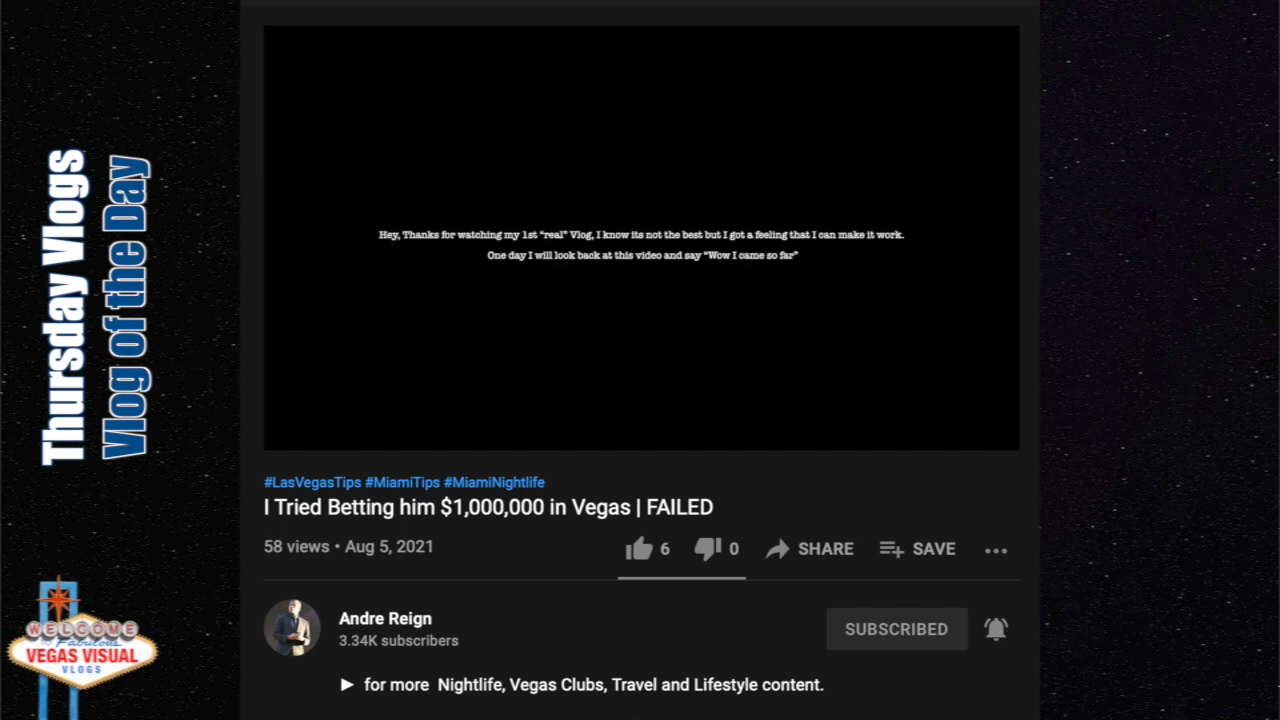 Thursday Vlogs
Vlog of the Day
Hey, Thanks for watching my 1st “real” Vlog, I know its not the best but I got a feeling that I can make it work.
One day I will look back at this video and say “Wow I came so far”
#LasVegasTips #MiamiTips #MiamiNightlife
I Tried Betting him $1,000,000 in Vegas | FAILED
58 views • Aug 5, 2021
6
0
SHARE
SAVE
Andre Reign
3.34K subscribers
SUBSCRIBED
► for more Nightlife, Vegas Clubs, Travel and Lifestyle content.
WELCOME
to Fabulous
VEGAS VISUAL
VLOGS